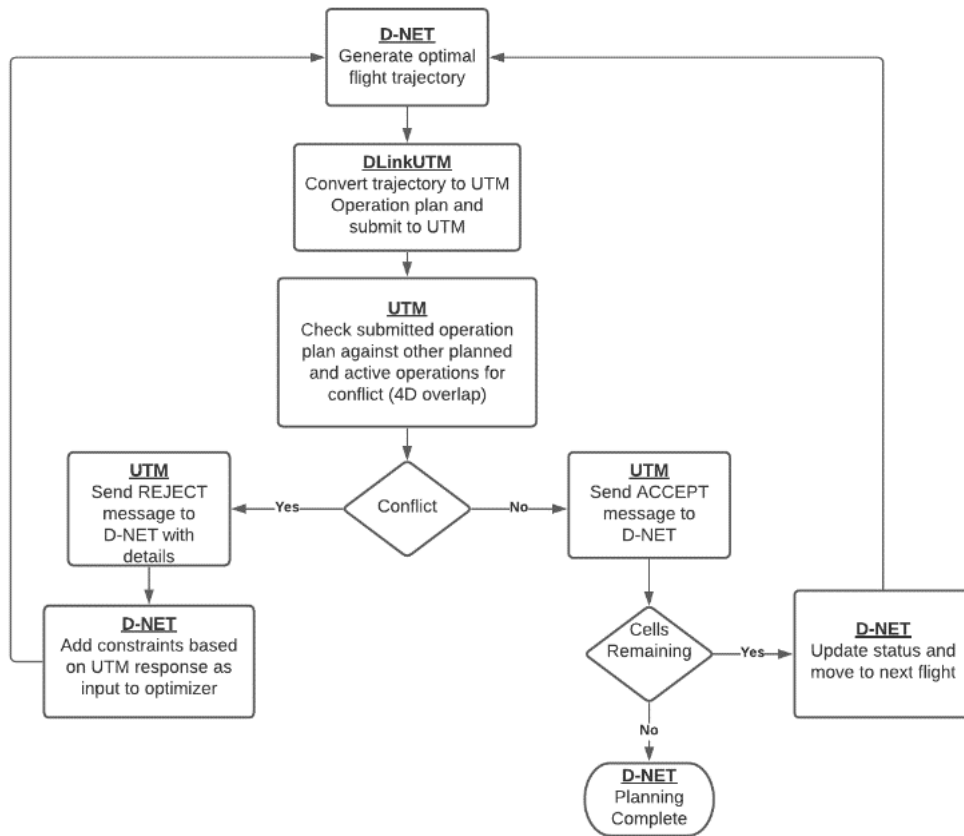 D-NET
Generate optimal
flight trajectory
DLinkUTM
Convert trajectory to UTM
Operation plan and
submit to UTM
UTM
Check submitted operation
plan against other planned
and active operations for
conflict (4D overlap)
UTM
Send REJECT
message to
D-NET with
details
Yes
Conflict
No
UTM
Send ACCEPT
message to
D-NET
D-NET
Add constraints based
on UTM response as
input to optimizer
Cells
Remaining
Yes
D-NET
Update status and
move to next flight
No
D-NET
Planning
Complete